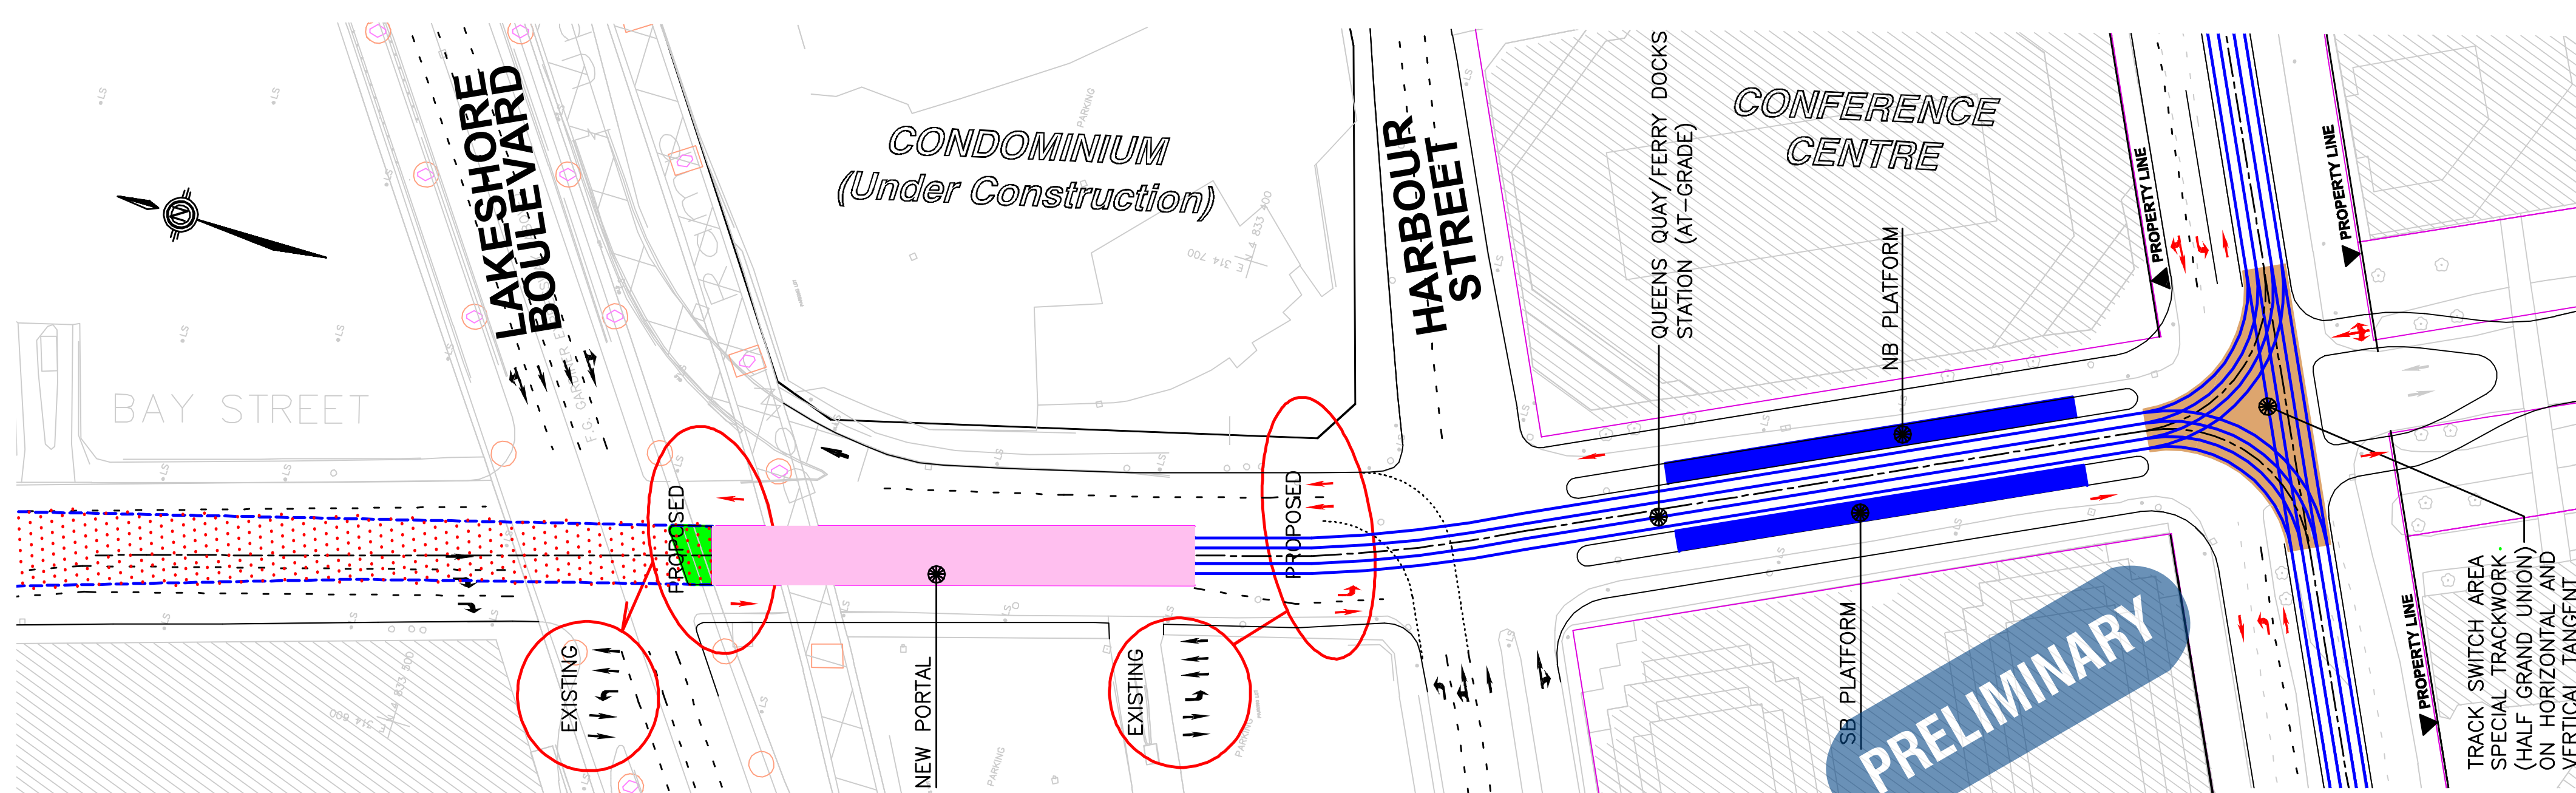 LAKESHORE
BOULEVARD
CONDOMINIUM
(Under Construction)
HARBOUR
STREET
QUEENS QUAY/FERRY DOCKS
STATION (AT-GRADE)
CONFERENCE
CENTRE
NB PLATFORM
PROPERTY LINE
PROPERTY LINE
N
BAY STREET
PARKING
PROPOSED
PROPOSED
EXISTING
EXISTING
NEW PORTAL
PARKING
SB PLATFORM
PRELIMINARY
PROPERTY LINE
TRACK SWITCH AREA
SPECIAL TRACKWORK
(HALF GRAND UNION)
ON HORIZONTAL AND
VERTICAL TANGENT